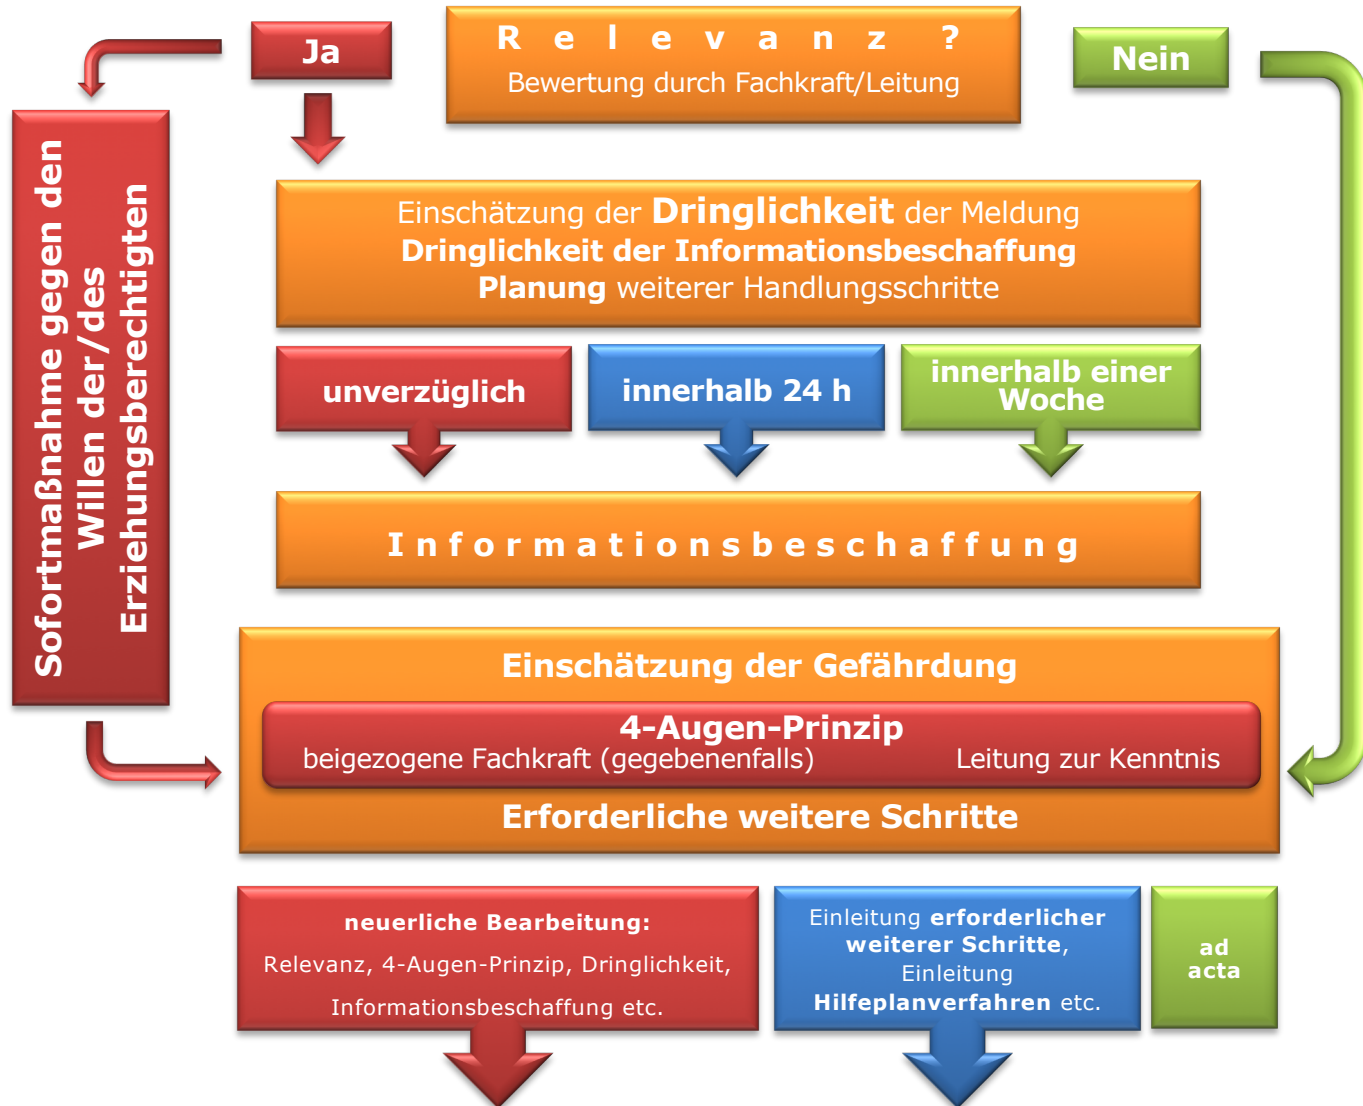 Ja
R e l e v a n z ?
Bewertung durch Fachkraft/Leitung
Nein
Sofortmaßnahme gegen den
Willen der/des
Erziehungsberechtigten
Einschätzung der Dringlichkeit der Meldung
Dringlichkeit der Informationsbeschaffung
Planung weiterer Handlungsschritte
unverzüglich
innerhalb 24 h
innerhalb einer
Woche
I n f o r m a t i o n s b e s c h a f f u n g
Einschätzung der Gefährdung
4-Augen-Prinzip
beigezogene Fachkraft (gegebenenfalls) Leitung zur Kenntnis
Erforderliche weitere Schritte
neuerliche Bearbeitung:
Relevanz, 4-Augen-Prinzip, Dringlichkeit,
Informationsbeschaffung etc.
Einleitung erforderlicher
weiterer Schritte,
Einleitung
Hilfeplanverfahren etc.
ad
acta